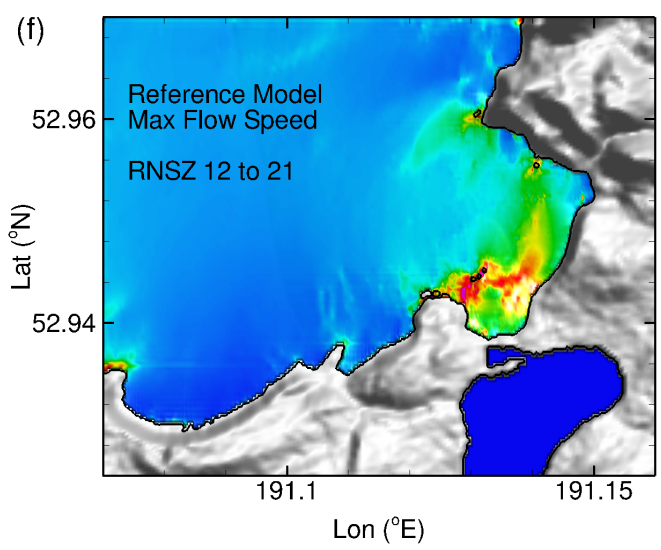 (f)
Reference Model
Max Flow Speed
RNSZ 12 to 21
52.96
52.94
Lat (°N)
191.1
191.15
Lon (°E)